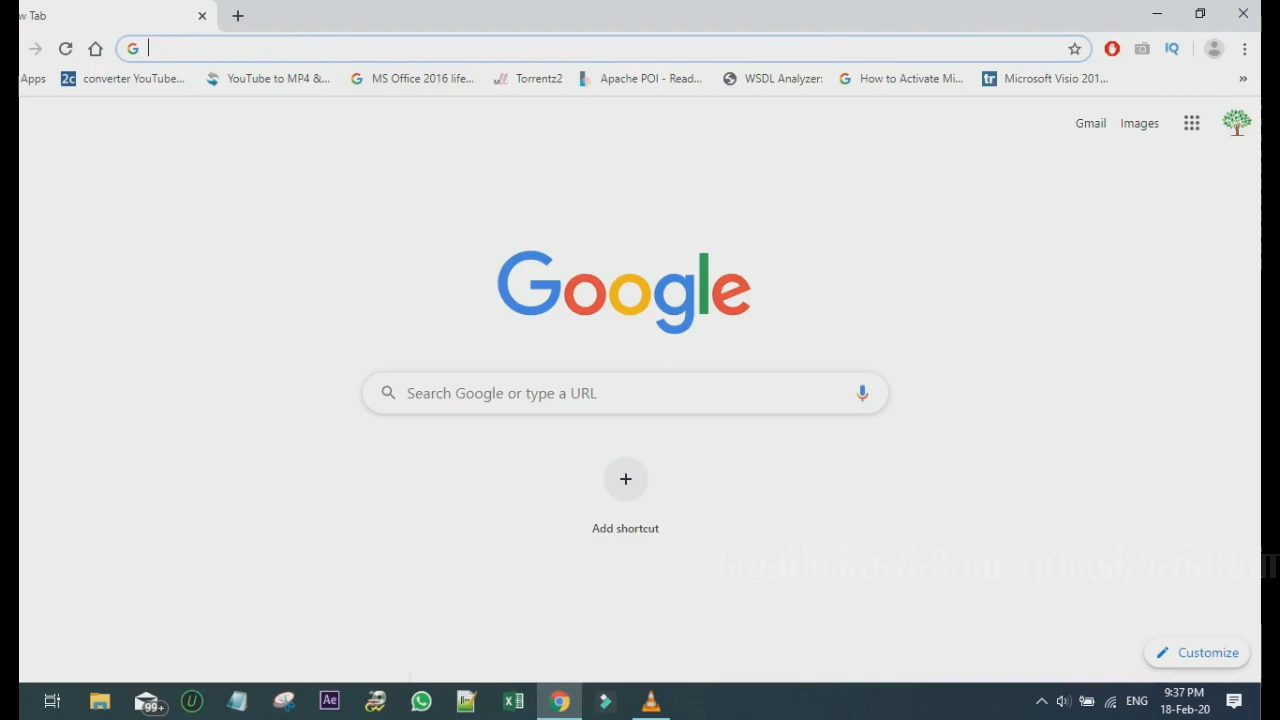 w Tab
Apps converter YouTube... YouTube to MP4 &... MS Office 2016 life... Torrentz2 Apache POI - Read... WSDL Analyzer: How to Activate Mi... Microsoft Visio 201...
Gmail Images
Google
Search Google or type a URL
Add shortcut
தெரிஞ்சுக்கோ புரிஞ்சுக்கோ
Customize
99+ Ae ENG 9:37 PM
18-Feb-20